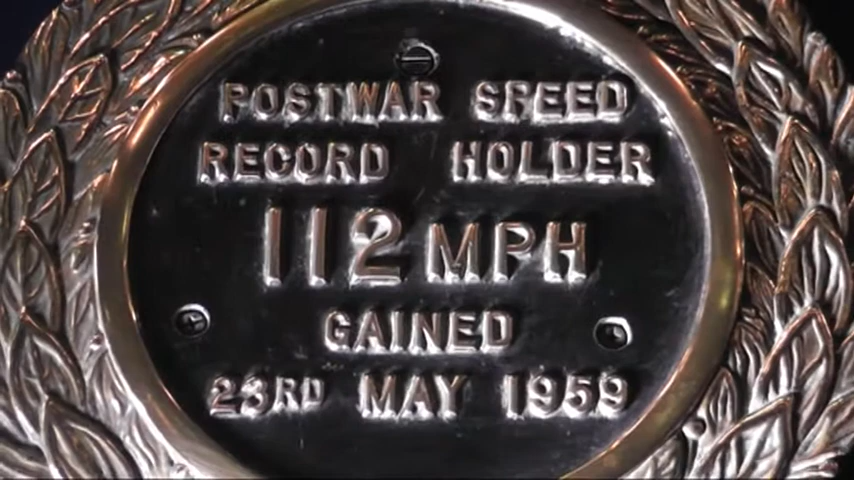 POSTWAR SPEED
RECORD HOLDER
112 MPH
GAINED
23RD MAY 1959